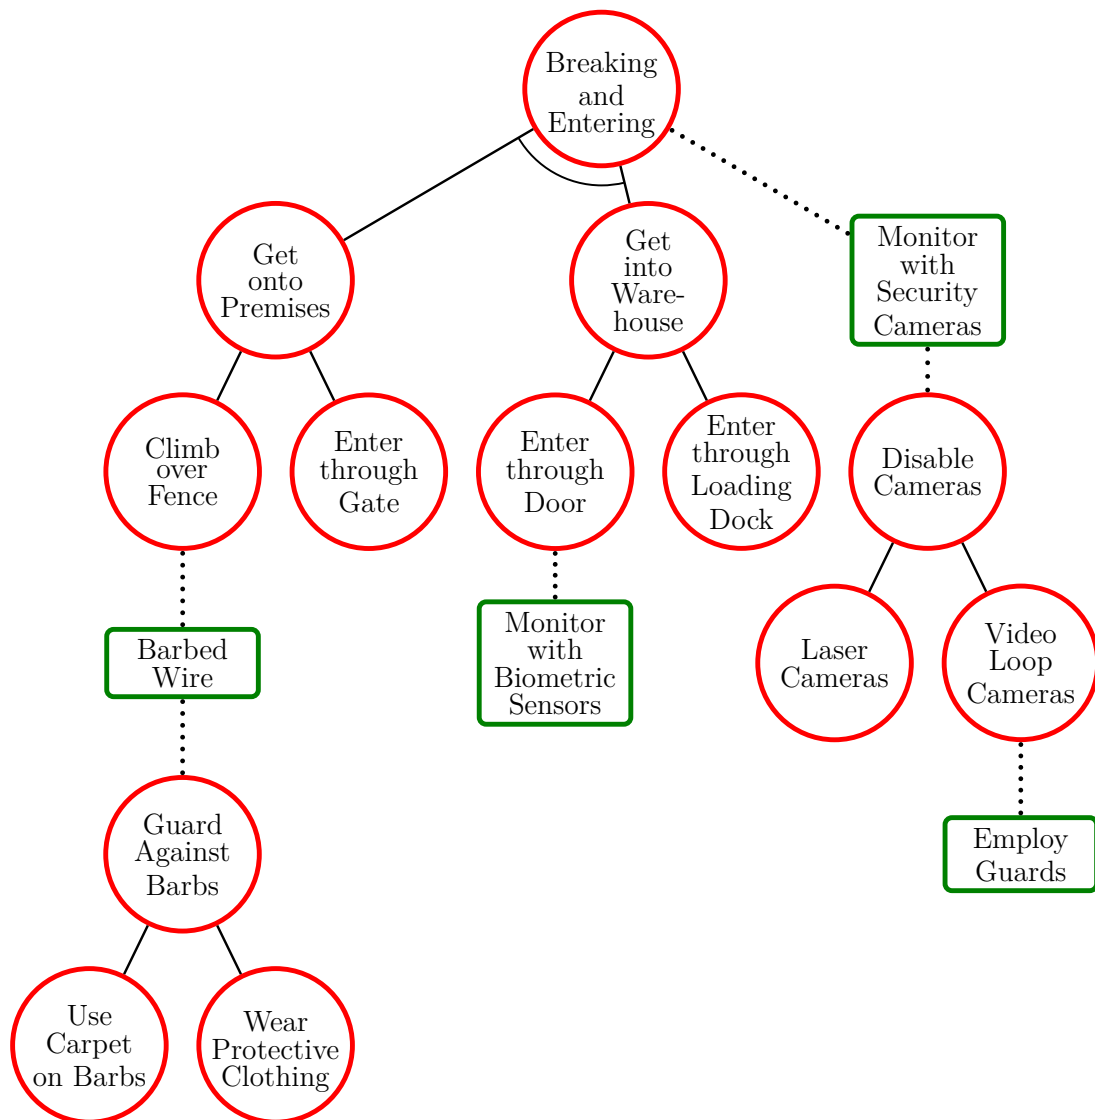 Breaking
and
Entering
Get
onto
Premises
Get
into
Ware-
house
Monitor
with
Security
Cameras
Climb
over
Fence
Enter
through
Gate
Enter
through
Door
Enter
through
Loading
Dock
Disable
Cameras
Barbed
Wire
Monitor
with
Biometric
Sensors
Laser
Cameras
Video
Loop
Cameras
Guard
Against
Barbs
Employ
Guards
Use
Carpet
on Barbs
Wear
Protective
Clothing